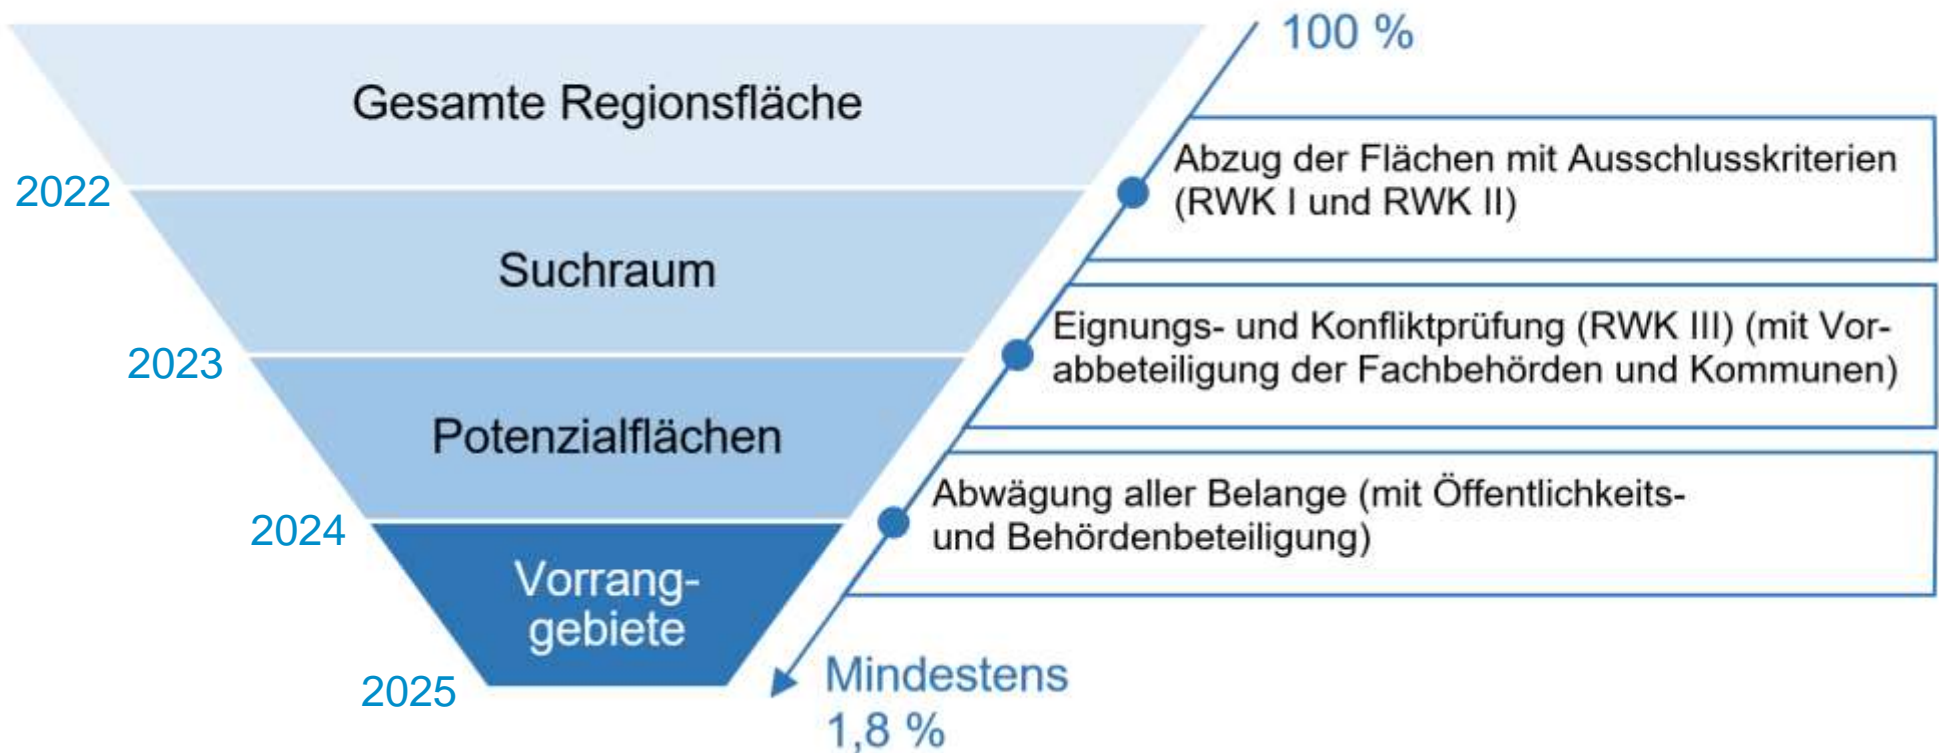 100 %
Gesamte Regionsfläche
2022
Abzug der Flächen mit Ausschlusskriterien
(RWK I und RWK II)
Suchraum
2023
Eignungs- und Konfliktprüfung (RWK III) (mit Vor-
abbeteiligung der Fachbehörden und Kommunen)
Potenzialflächen
2024
Abwägung aller Belange (mit Öffentlichkeits-
und Behördenbeteiligung)
Vorrang-
gebiete
2025
Mindestens
1,8 %